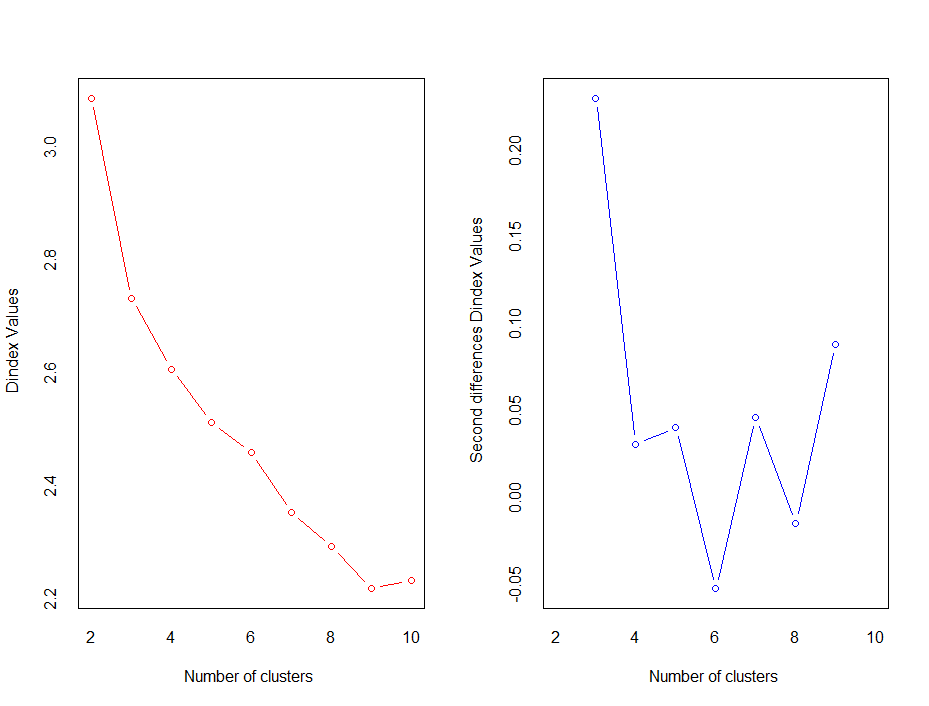 Dindex Values
3.0
2.8
2.6
2.4
2.2
2 4 6 8 10
Number of clusters
Second differences Dindex Values
0.20
0.15
0.10
0.05
0.00
-0.05
2 4 6 8 10
Number of clusters